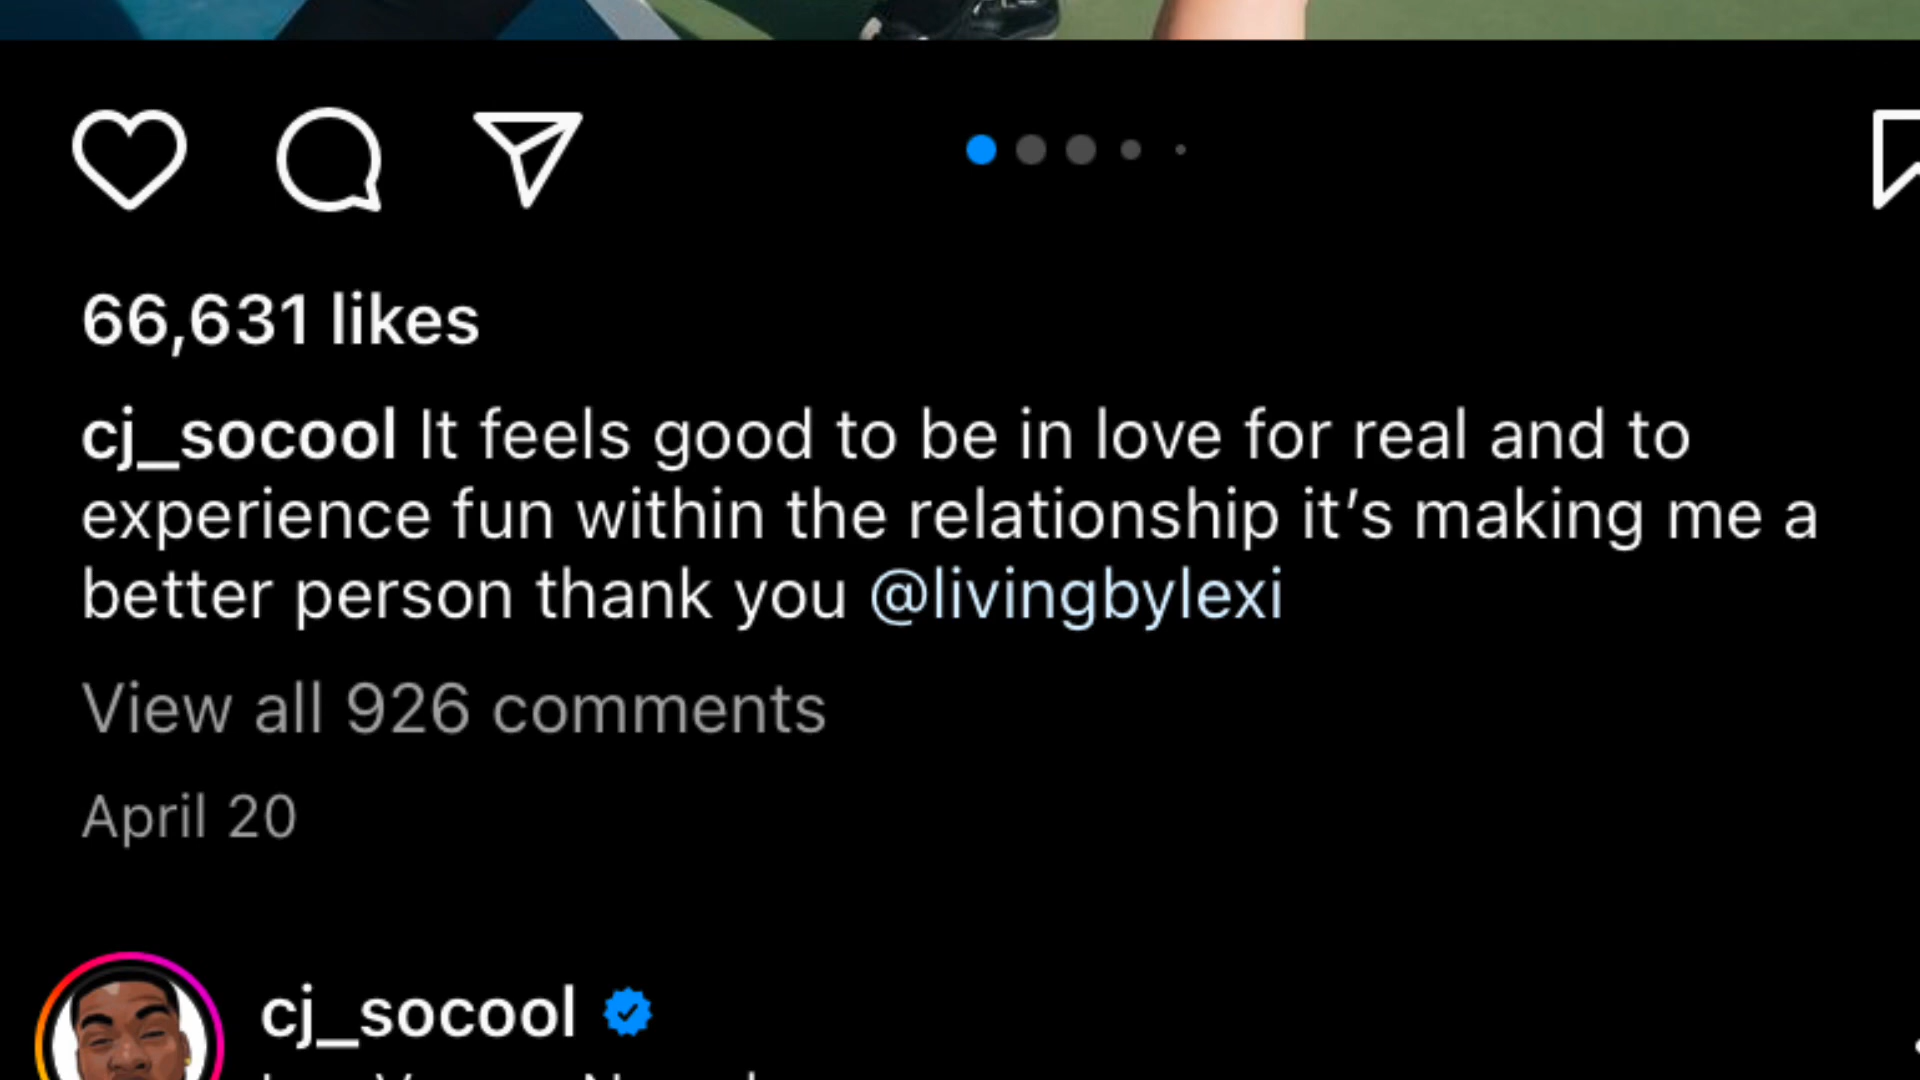 66,631 likes
cj_socool It feels good to be in love for real and to
experience fun within the relationship it’s making me a
better person thank you @livingbylexi
View all 926 comments
April 20
cj_socool